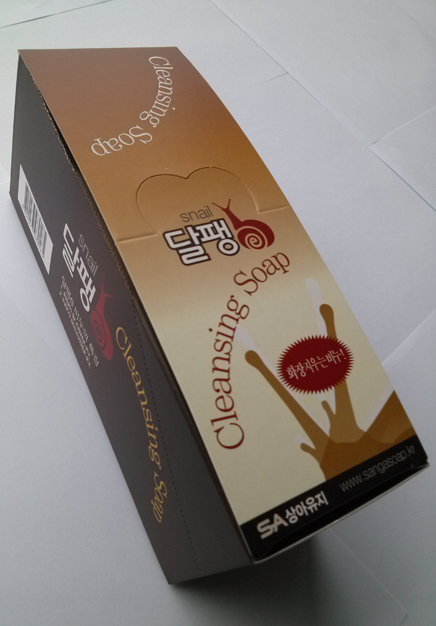 Cleansing Soap
snail
달팽
Cleansing Soap
화장지우는비누!
SA 상아유지
www.sangasoap.kr
snail
달팽
Cleansing Soap